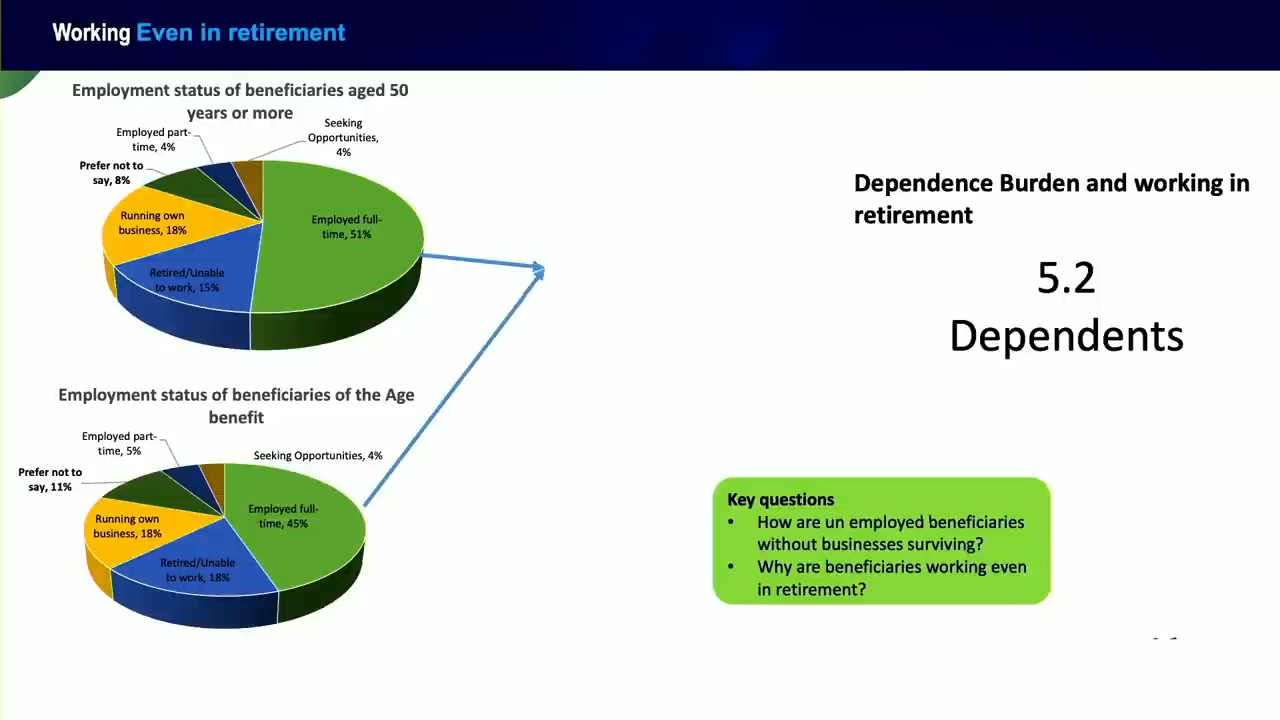 Working Even in retirement
Employment status of beneficiaries aged 50
years or more
Employed part-
time, 4%
Seeking
Opportunities,
4%
Prefer not to
say, 8%
Running own
business, 18%
Employed full-
time, 51%
Retired/Unable
to work, 15%
Employment status of beneficiaries of the Age
benefit
Employed part-
time, 5%
Seeking Opportunities, 4%
Prefer not to
say, 11%
Employed full-
time, 45%
Running own
business, 18%
Retired/Unable
to work, 18%
Dependence Burden and working in
retirement
5.2
Dependents
Key questions
• How are un employed beneficiaries
without businesses surviving?
• Why are beneficiaries working even
in retirement?